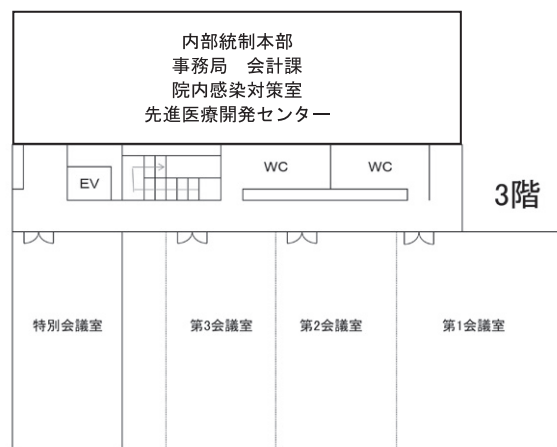 内部統制本部
事務局　会計課
院内感染対策室
先進医療開発センター
WC
WC
EV
3階
特別会議室
第3会議室
第2会議室
第1会議室